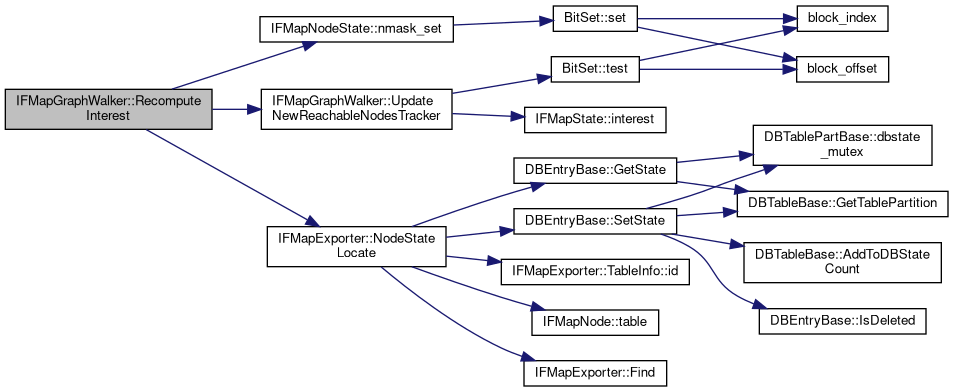 IFMapGraphWalker::Recompute
Interest
IFMapNodeState::nmask_set
BitSet::set
block_index
block_offset
IFMapGraphWalker::Update
NewReachableNodesTracker
BitSet::test
IFMapState::interest
IFMapExporter::NodeState
Locate
DBEntryBase::GetState
DBTablePartBase::dbstate
_mutex
DBTableBase::GetTablePartition
DBEntryBase::SetState
DBTableBase::AddToDBState
Count
DBEntryBase::IsDeleted
IFMapExporter::TableInfo::id
IFMapNode::table
IFMapExporter::Find